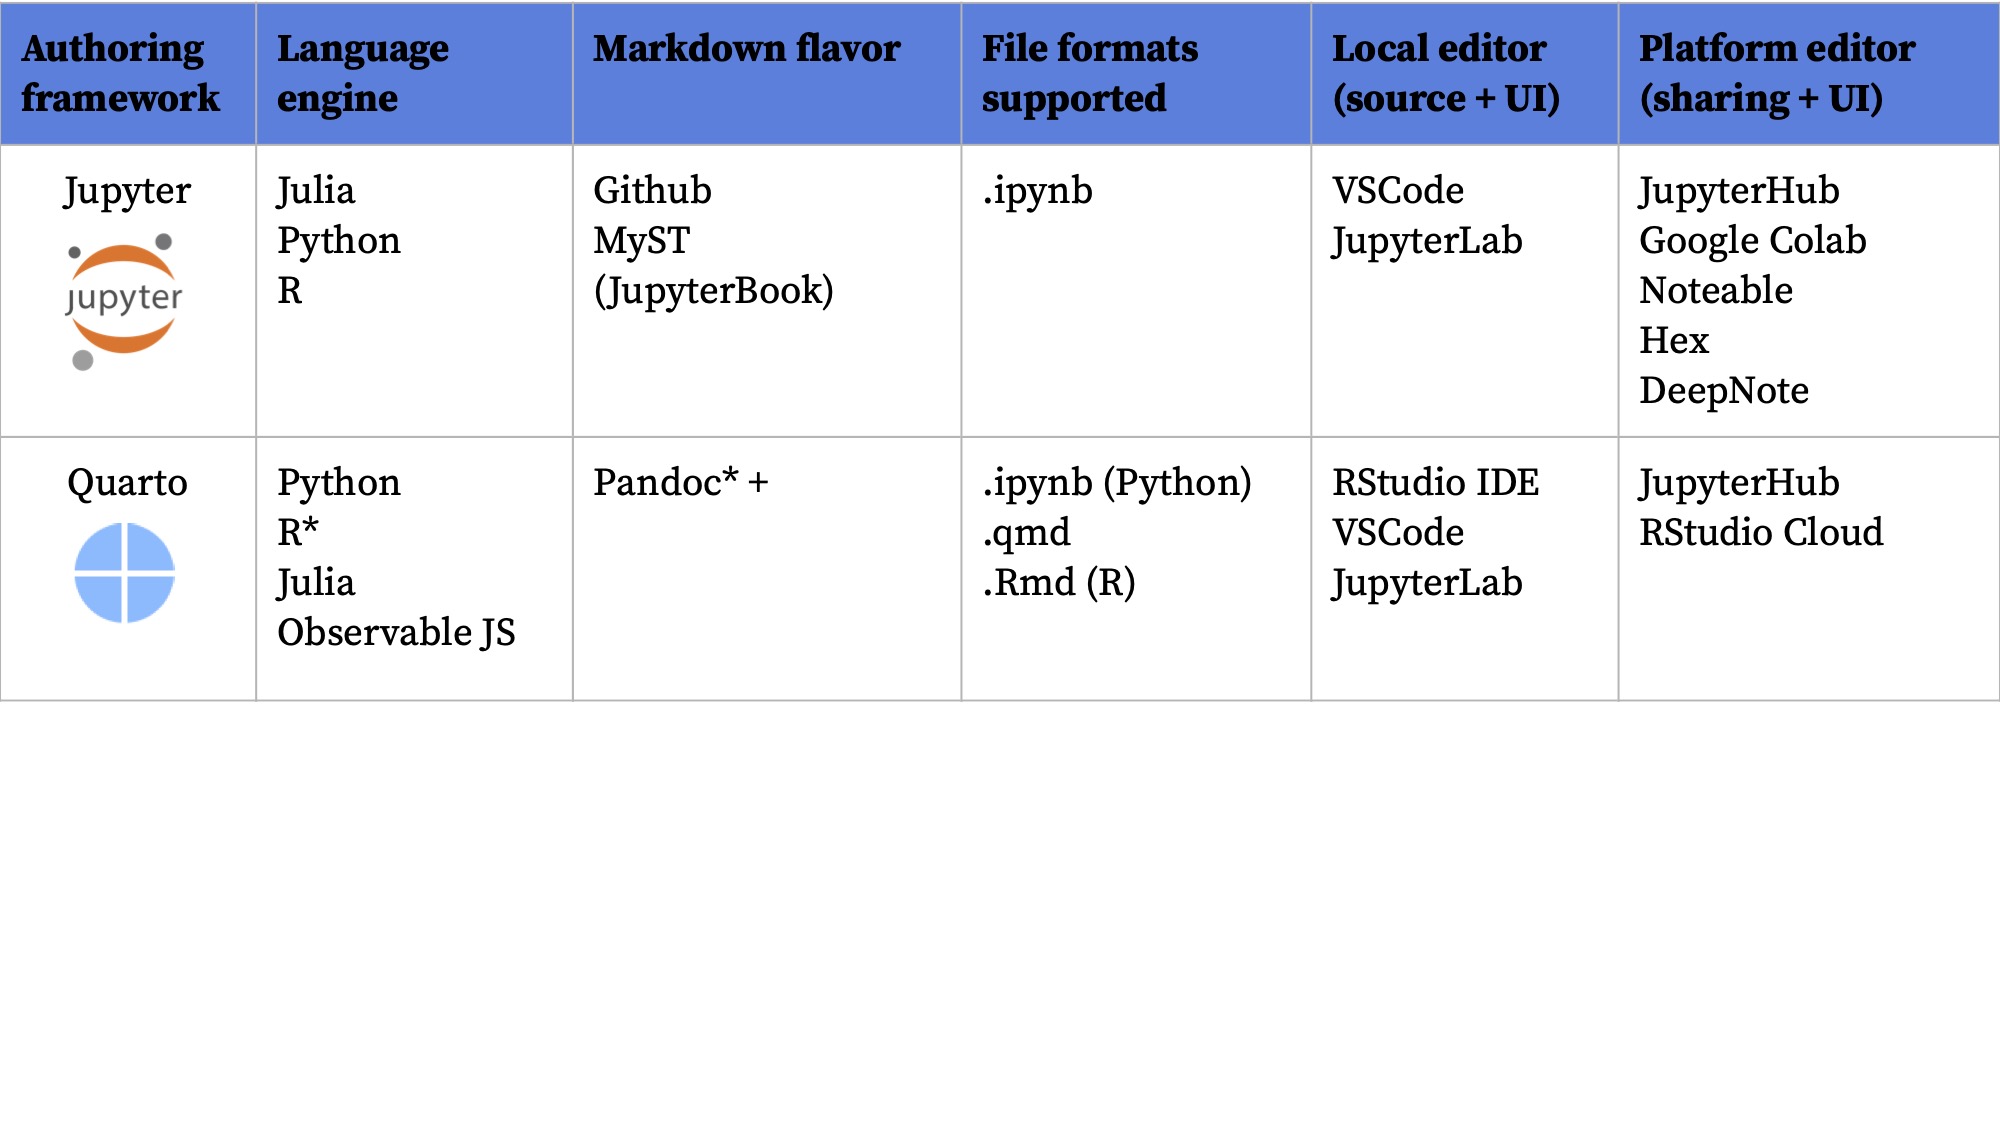 Authoring framework
Language engine
Markdown flavor
File formats supported
Local editor (source + UI)
Platform editor (sharing + UI)
Jupyter
jupyter
Julia
Python
R
Github
MyST
(JupyterBook)
.ipynb
VSCode
JupyterLab
JupyterHub
Google Colab
Noteable
Hex
DeepNote
Quarto
Python
R*
Julia
Observable JS
Pandoc* +
.ipynb (Python)
.qmd
.Rmd (R)
RStudio IDE
VSCode
JupyterLab
JupyterHub
RStudio Cloud